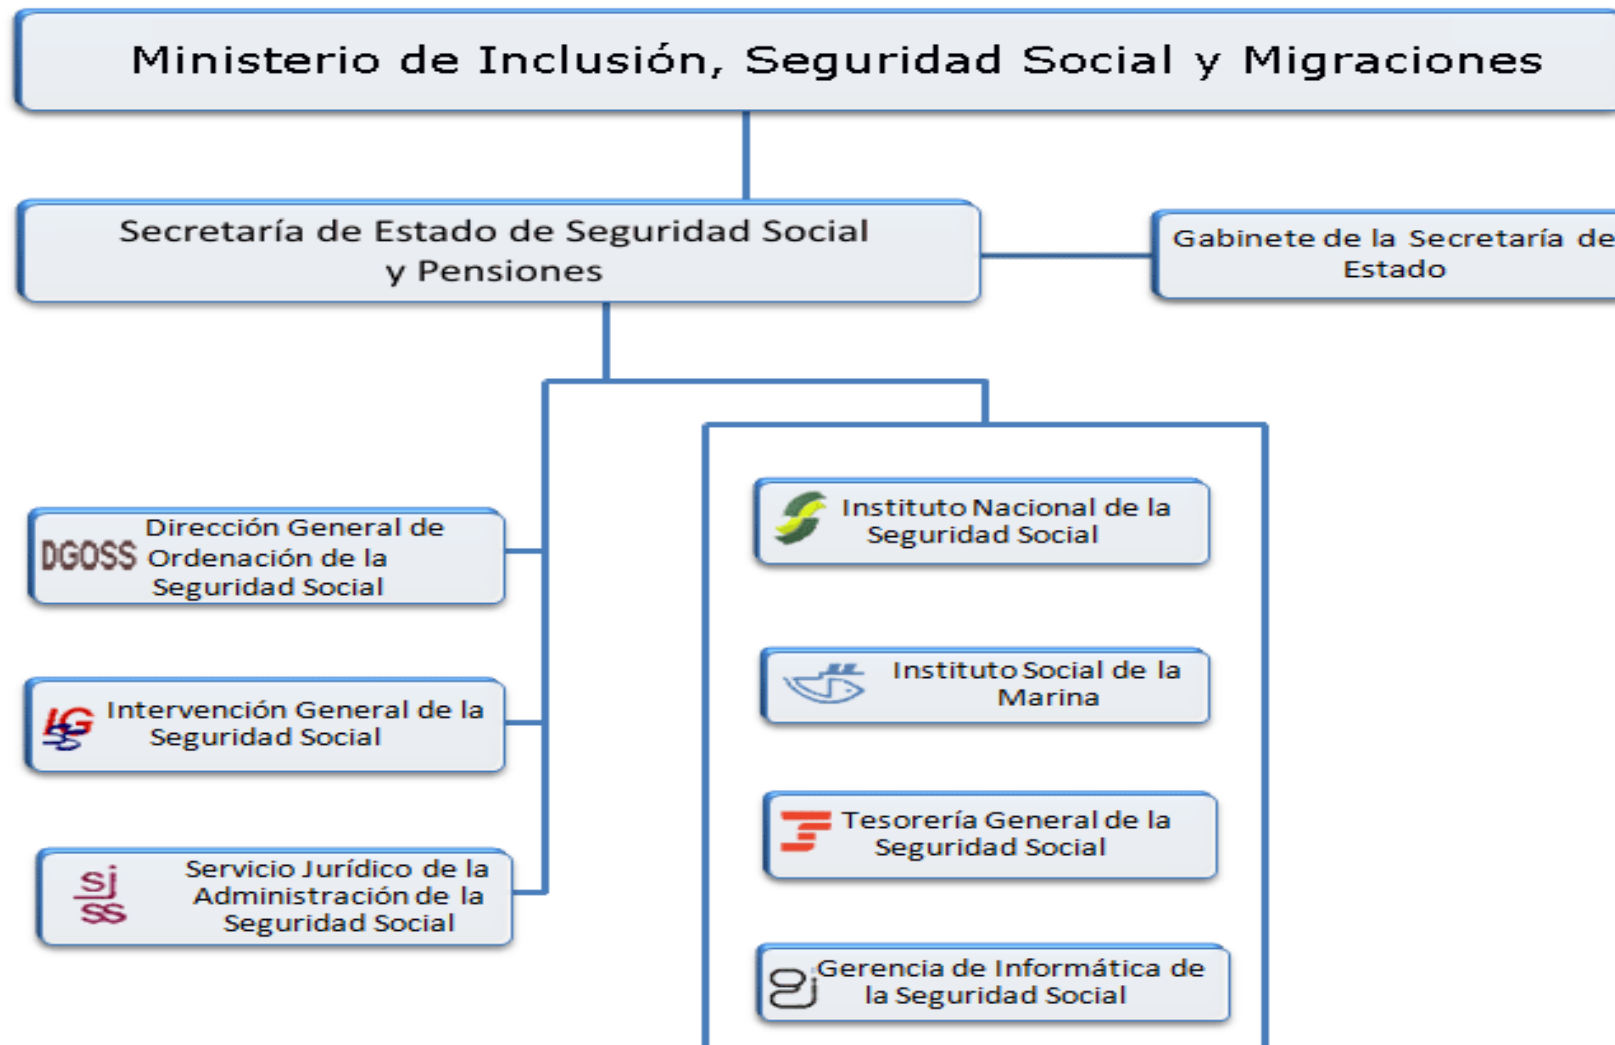 Ministerio de Inclusión, Seguridad Social y Migraciones
Secretaría de Estado de Seguridad Social
y Pensiones
Gabinete de la Secretaría de
Estado
DGOSS
Dirección General de
Ordenación de la
Seguridad Social
IG
SS
Intervención General de la
Seguridad Social
sj
ss
Servicio Jurídico de la
Administración de la
Seguridad Social
Instituto Nacional de la
Seguridad Social
Instituto Social de la
Marina
Tesorería General de la
Seguridad Social
gi
Gerencia de Informática de
la Seguridad Social